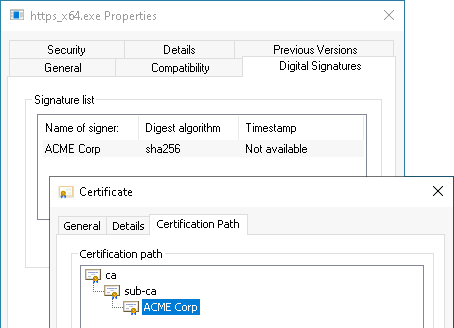 https_x64.exe Properties
Security Details Previous Versions
General Compatibility Digital Signatures
Signature list
Name of signer: Digest algorithm Timestamp
ACME Corp sha256 Not available
Certificate
General Details Certification Path
Certification path
ca
sub-ca
ACME Corp